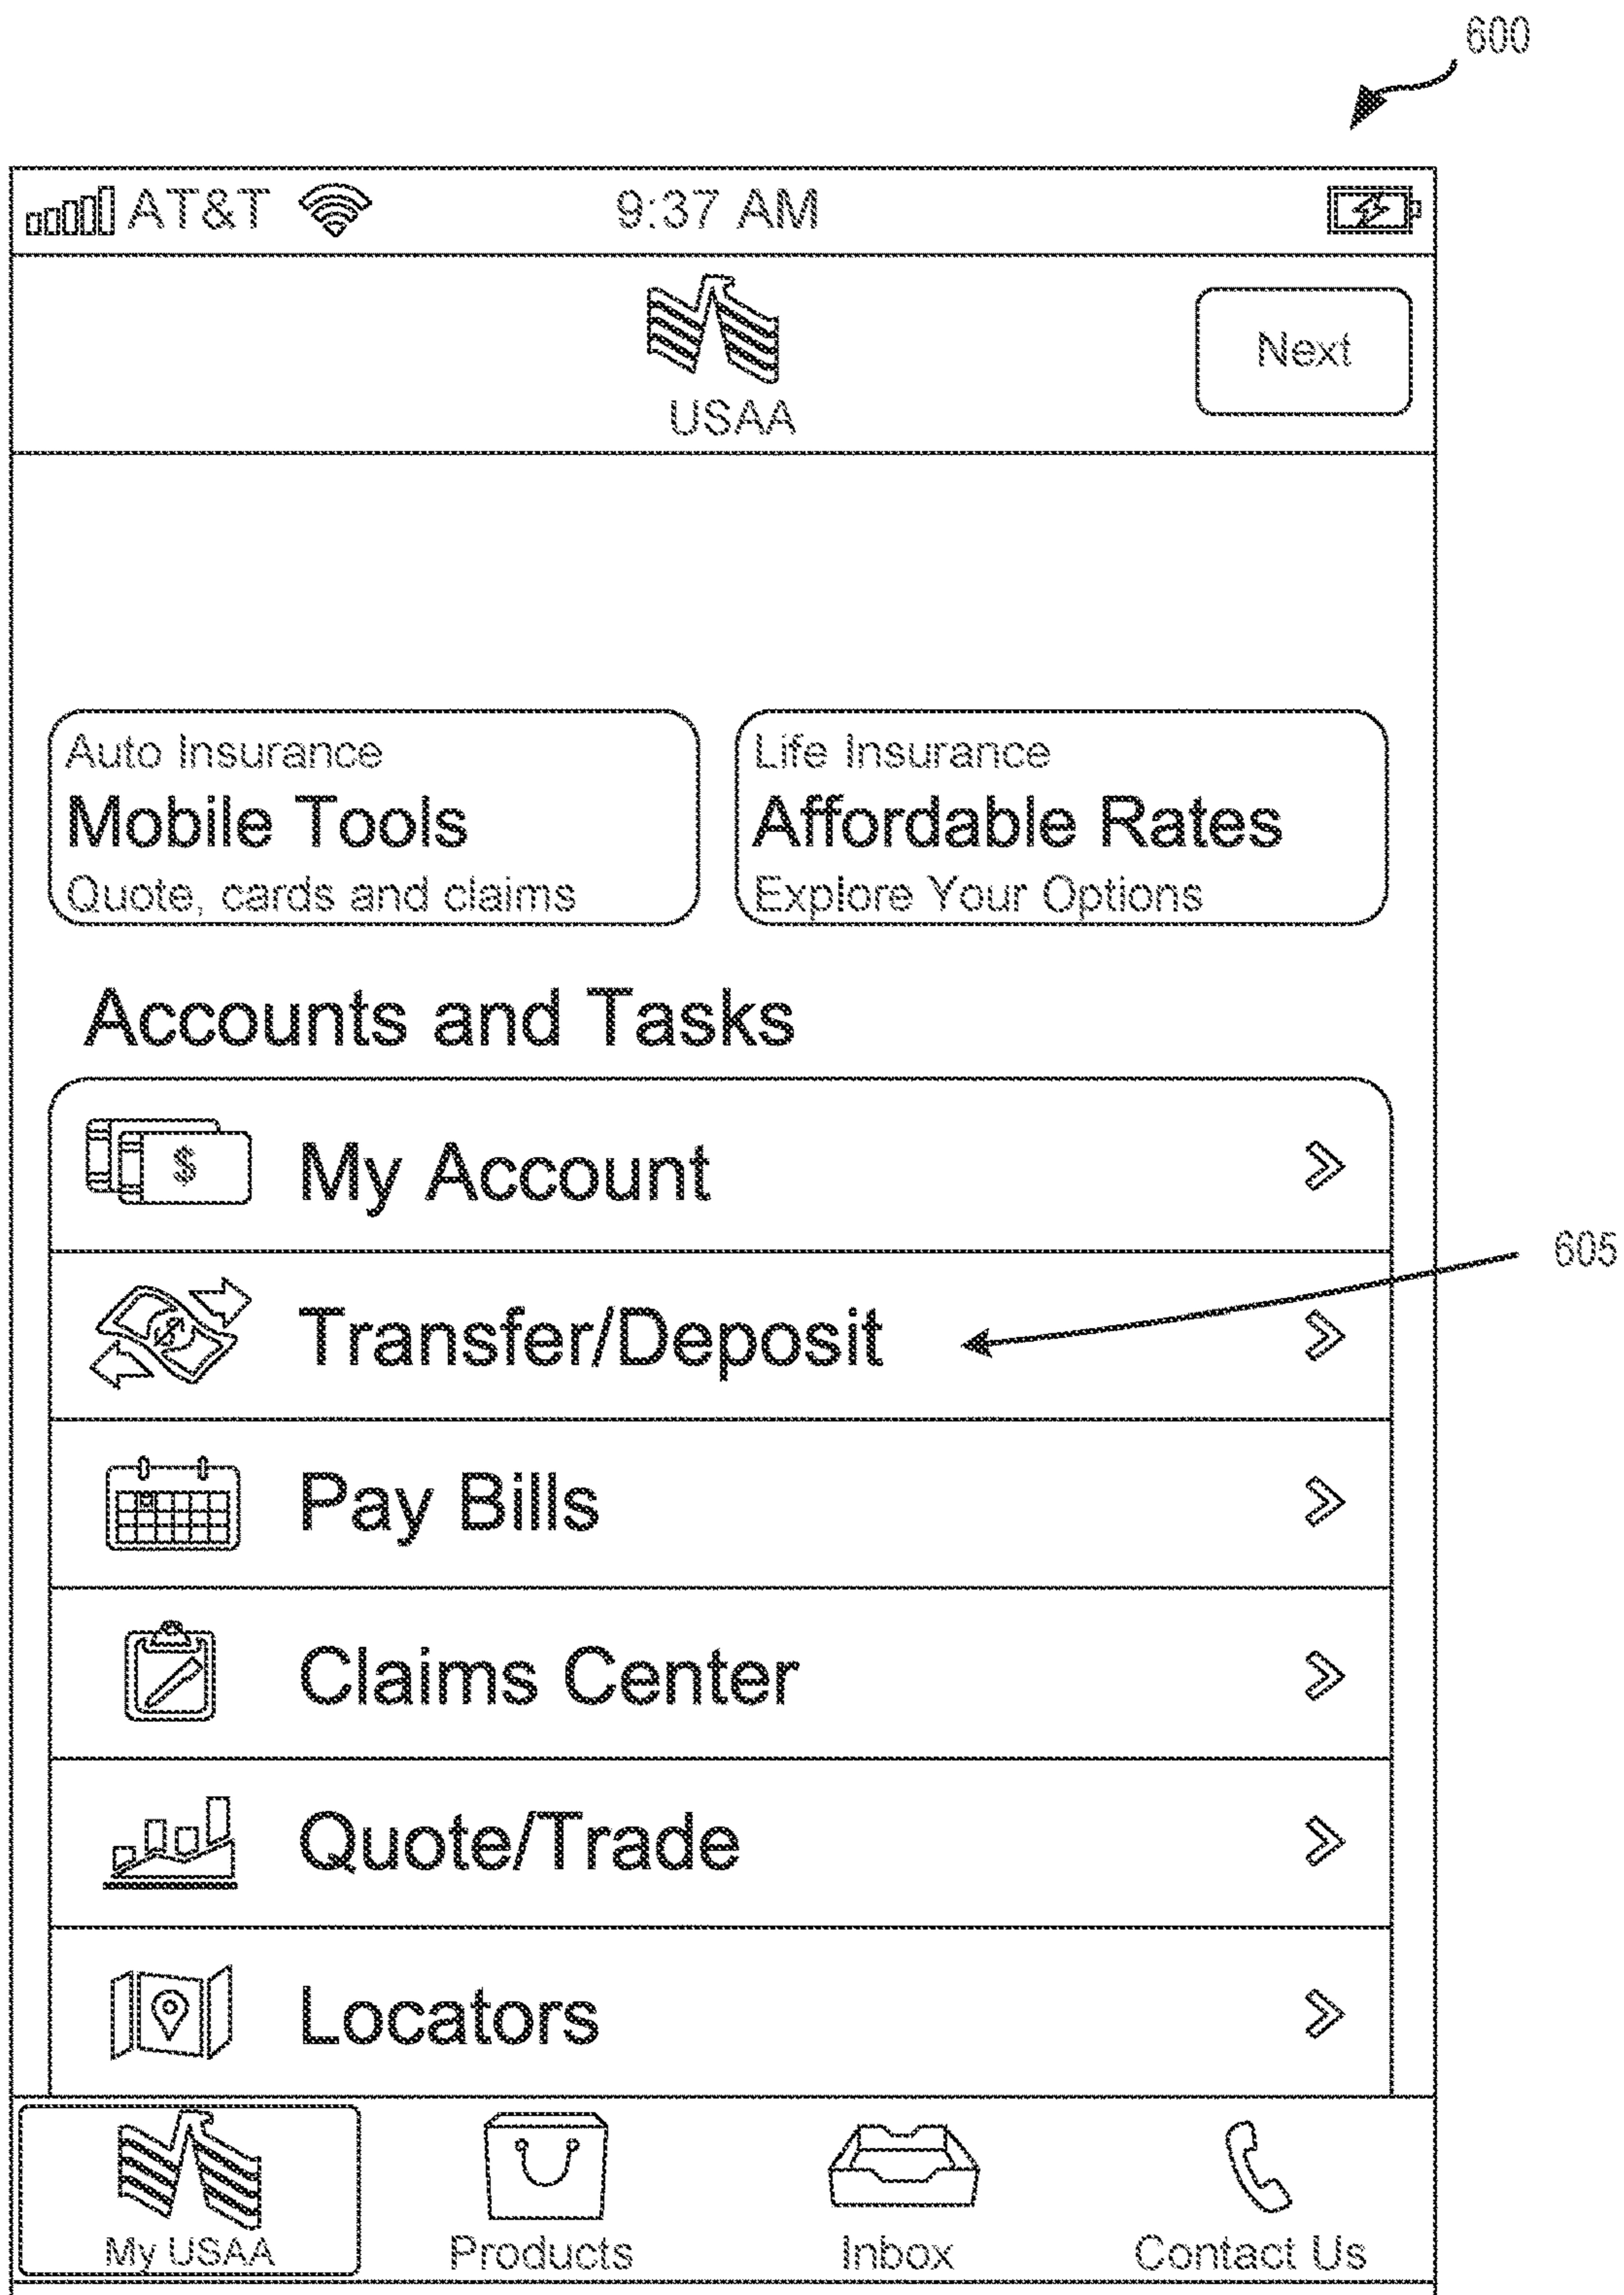 600
AT&T 9:37 AM
Next
USAA
Auto Insurance
Mobile Tools
Quote, cards and claims
Life Insurance
Affordable Rates
Explore Your Options
Accounts and Tasks
$ My Account
605
Transfer/Deposit
Pay Bills
Claims Center
Quote/Trade
Locators
My USAA Products Inbox Contact Us